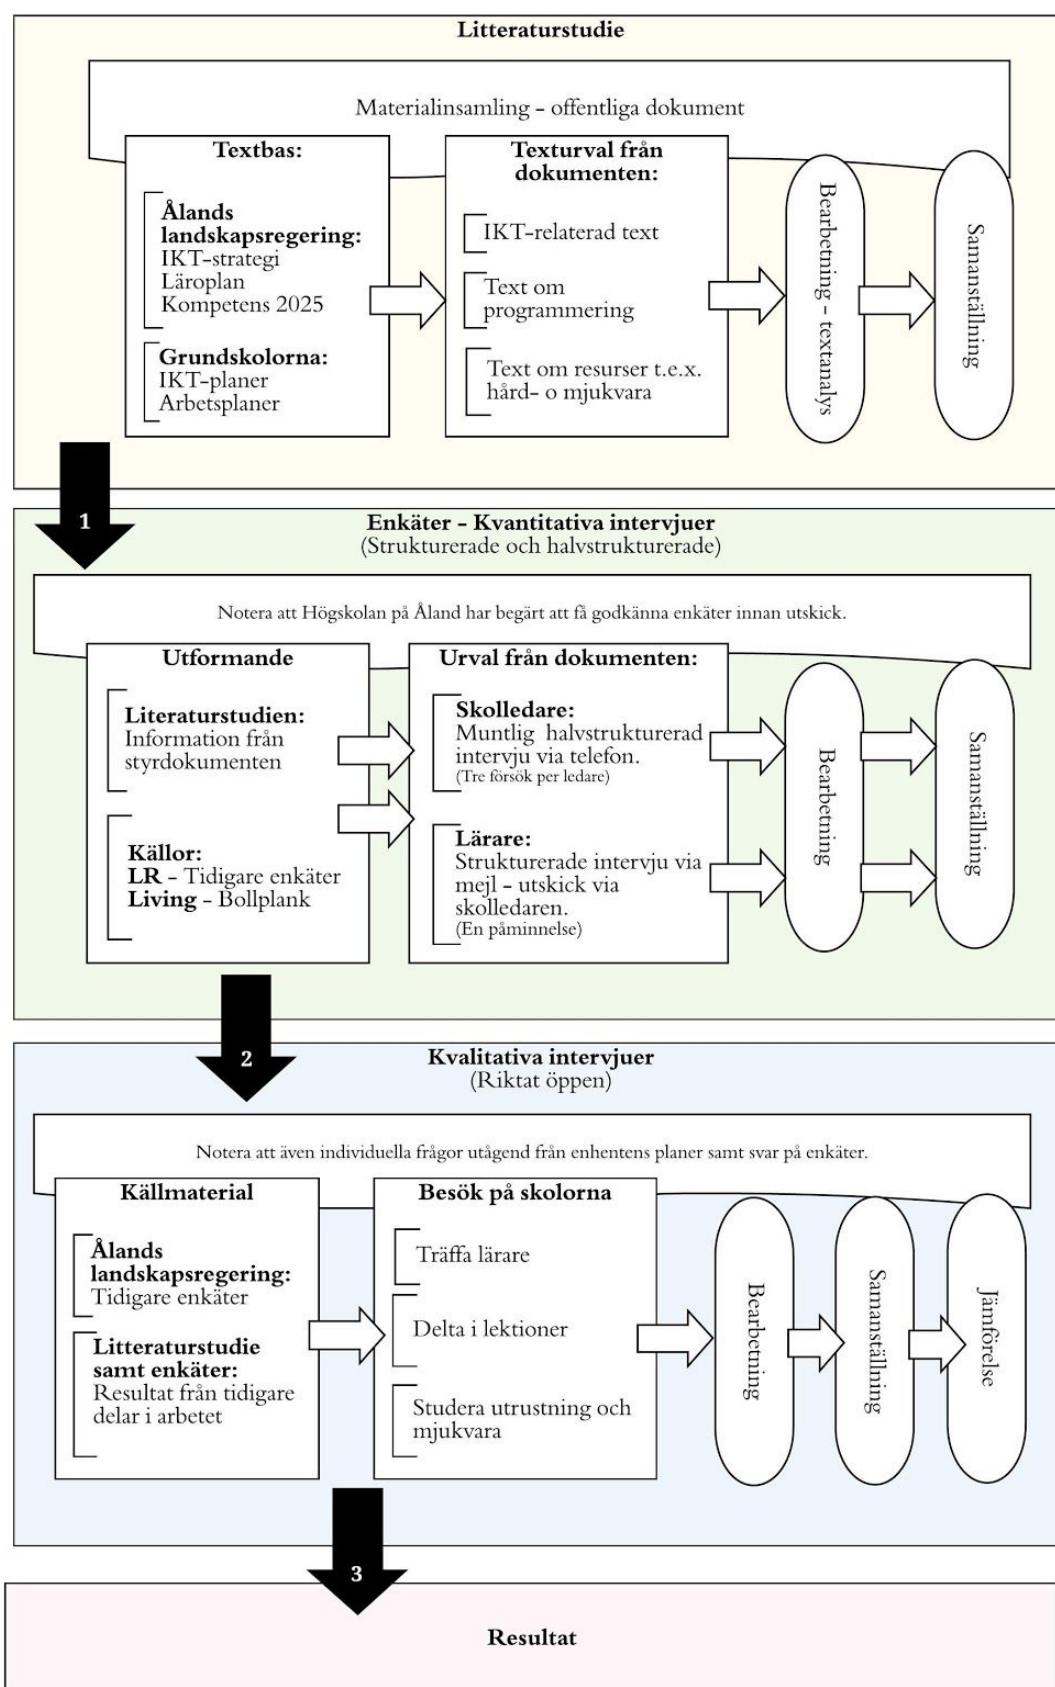 Litteraturstudie
Materialinsamling - offentliga dokument
Textbas:
Ålands
landskapsregering:
IKT-strategi
Läroplan
Kompetens 2025
Grundskolorna:
IKT-planer
Arbetsplaner
Texturval från
dokumenten:
IKT-relaterad text
Text om
programmering
Text om resurser t.e.x.
hård- o mjukvara
Bearbetning - textanalys
Samanställning
1
Enkäter - Kvantitativa intervjuer
(Strukturerade och halvstrukturerade)
Notera att Högskolan på Åland har begärt att få godkänna enkäter innan utskick.
Utformande
Literaturstudien:
Information från
styrdokumenten
Källor:
LR - Tidigare enkäter
Living - Bollplank
Urval från dokumenten:
Skolledare:
Muntlig halvstrukturerad
intervju via telefon.
(Tre försök per ledare)
Lärare:
Strukturerade intervju via
mejl - utskick via
skolledaren.
(En påminnelse)
Bearbetning
Samanställning
2
Kvalitativa intervjuer
(Riktat öppen)
Notera att även individuella frågor utågend från enhentens planer samt svar på enkäter.
Källmaterial
Ålands
landskapsregering:
Tidigare enkäter
Litteraturstudie
samt enkäter:
Resultat från tidigare
delar i arbetet
Besök på skolorna
Träffa lärare
Delta i lektioner
Studera utrustning och
mjukvara
Bearbetning
Samanställning
Jämförelse
3
Resultat